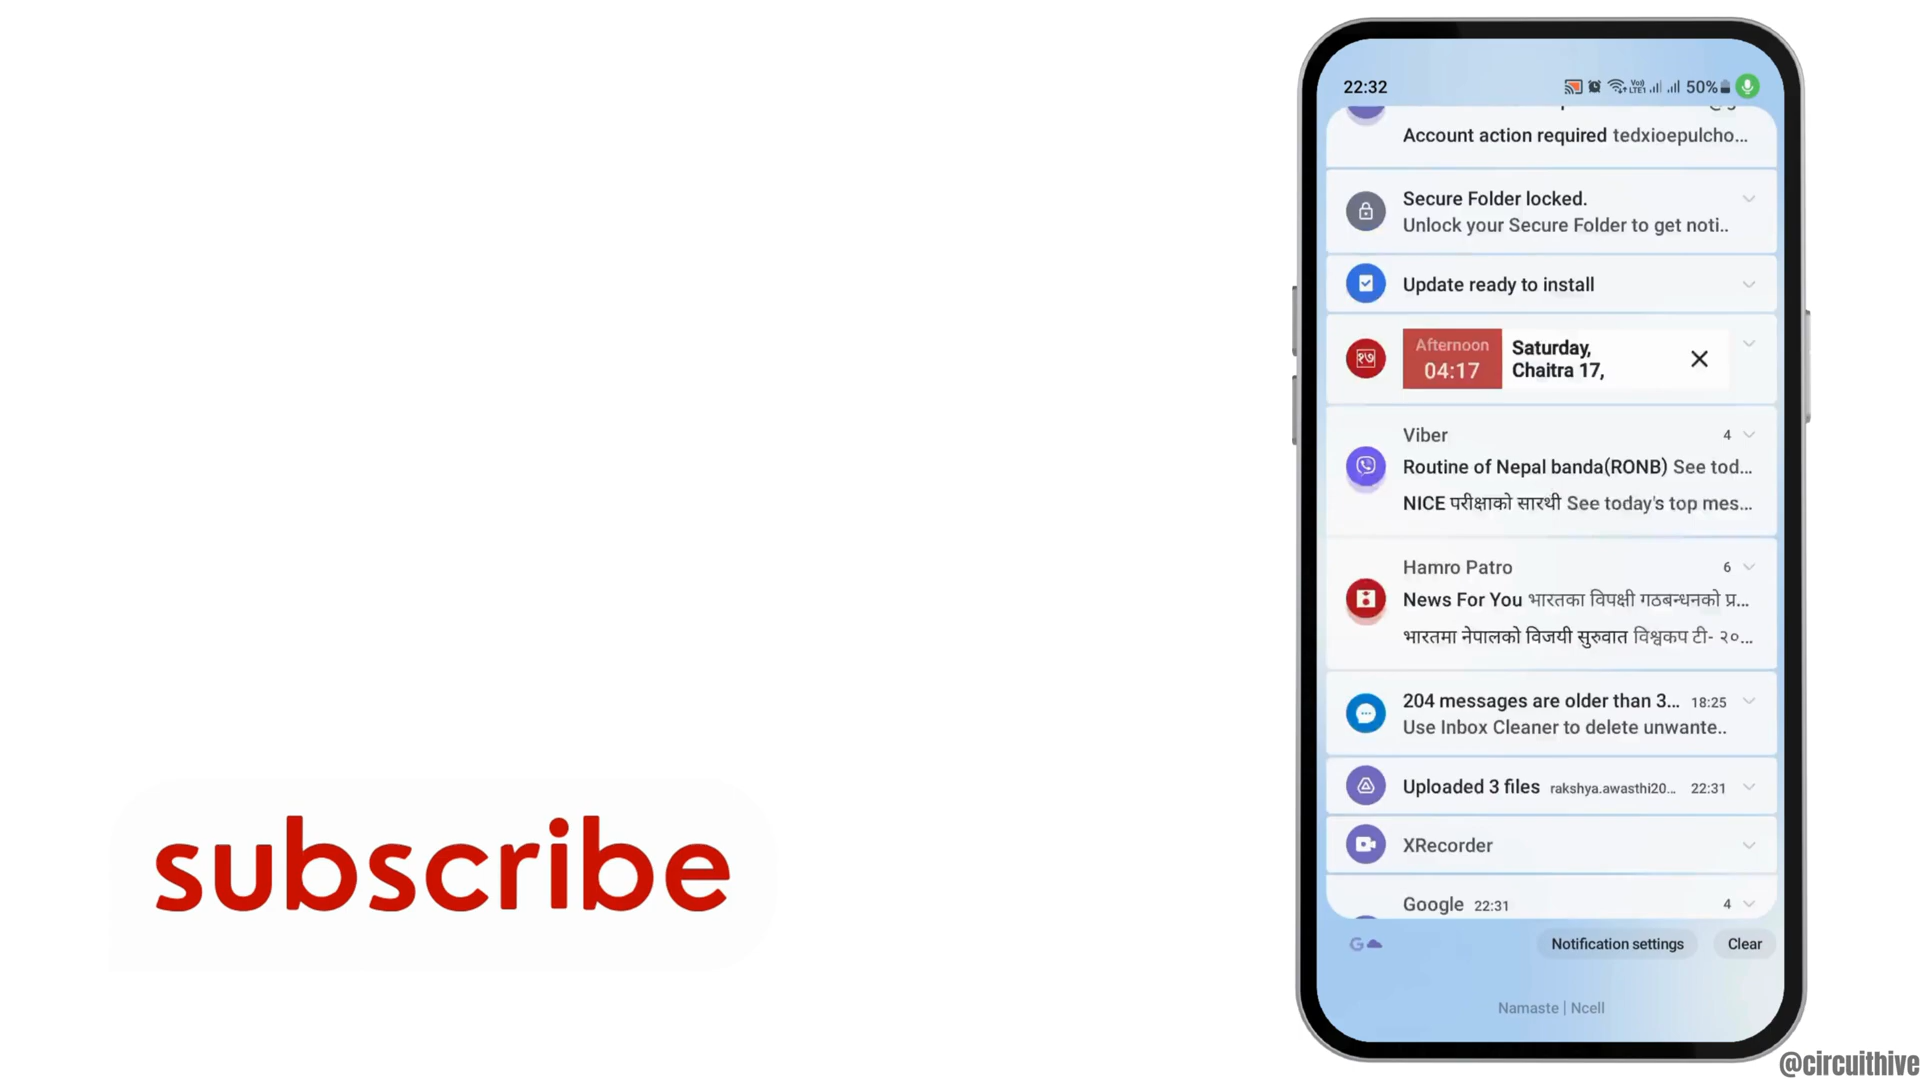 22:32 50%
Account action required tedxioepulcho...
Secure Folder locked.
Unlock your Secure Folder to get noti..
Update ready to install
१७
Afternoon
04:17
Saturday,
Chaitra 17,
Viber 4
Routine of Nepal banda(RONB) See tod...
NICE परीक्षाको सारथी See today's top mes...
Hamro Patro 6
News For You भारतका विपक्षी गठबन्धनको प्र...
भारतमा नेपालको विजयी सुरुवात विश्वकप टी- २०...
204 messages are older than 3... 18:25
Use Inbox Cleaner to delete unwante..
Uploaded 3 files rakshya.awasthi20... 22:31
XRecorder
Google 22:31 4
Notification settings Clear
Namaste | Ncell
subscribe
@circuithive